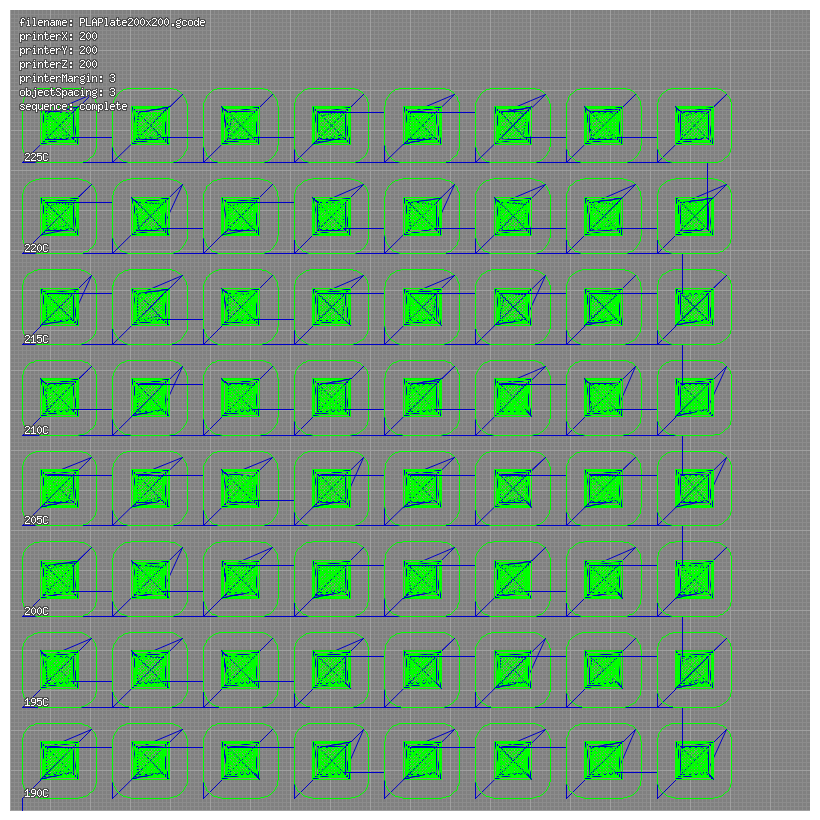 filename: PLAPlate200x200.gcode
printerX: 200
printerY: 200
printerZ: 200
printerMargin: 3
objectSpacing: 3
sequence: complete
225C
220C
215C
210C
205C
200C
195C
190C